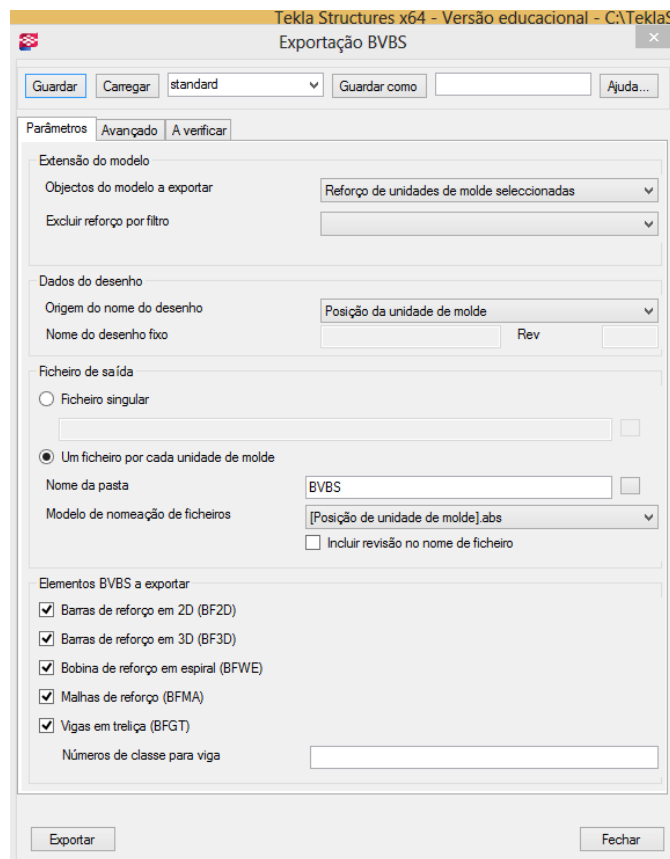 Tekla Structures x64 - Versão educacional - C:\TeklaS
Exportação BVBS
Guardar Carregar standard Guardar como Ajuda...
Parâmetros Avançado A verificar
Extensão do modelo
Objectos do modelo a exportar Reforço de unidades de molde seleccionadas
Excluir reforço por filtro
Dados do desenho
Origem do nome do desenho Posição da unidade de molde
Nome do desenho fixo Rev
Ficheiro de saída
Ficheiro singular
Um ficheiro por cada unidade de molde
Nome da pasta BVBS
Modelo de nomeação de ficheiros [Posição de unidade de molde].abs
Incluir revisão no nome de ficheiro
Elementos BVBS a exportar
Barras de reforço em 2D (BF2D)
Barras de reforço em 3D (BF3D)
Bobina de reforço em espiral (BFWE)
Malhas de reforço (BFMA)
Vigas em treliça (BFGT)
Números de classe para viga
Exportar Fechar